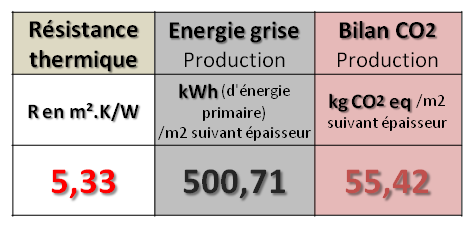 Résistance
thermique
Energie grise
Production
Bilan CO2
Production
R en m².K/W
kWh (d'énergie
primaire)
/m2 suivant épaisseur
kg CO2 eq /m2
suivant épaisseur
5,33
500,71
55,42